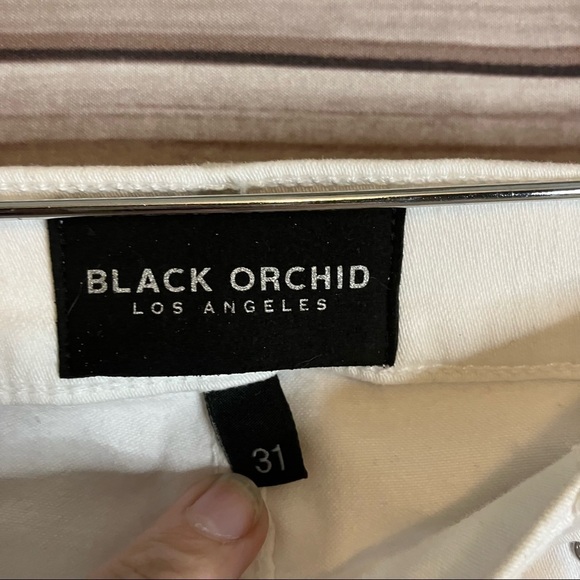 BLACK ORCHID
LOS ANGELES
31